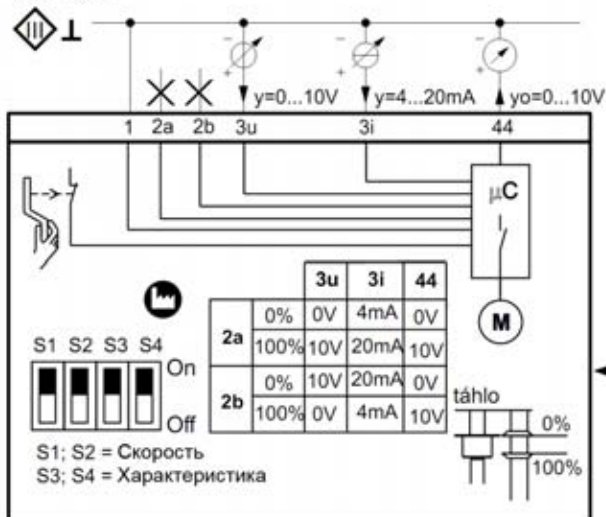 y=0...10V y=4...20mA yo=0...10V
1 2a 2b 3u 3i 44
µC
3u 3i 44
2a 0% 0V 4mA 0V
100% 10V 20mA 10V
2b 0% 10V 20mA 0V
100% 0V 4mA 10V
M
S1 S2 S3 S4
On
Off
S1; S2 = Скорость
S3; S4 = Характеристика
táhlo
0%
100%